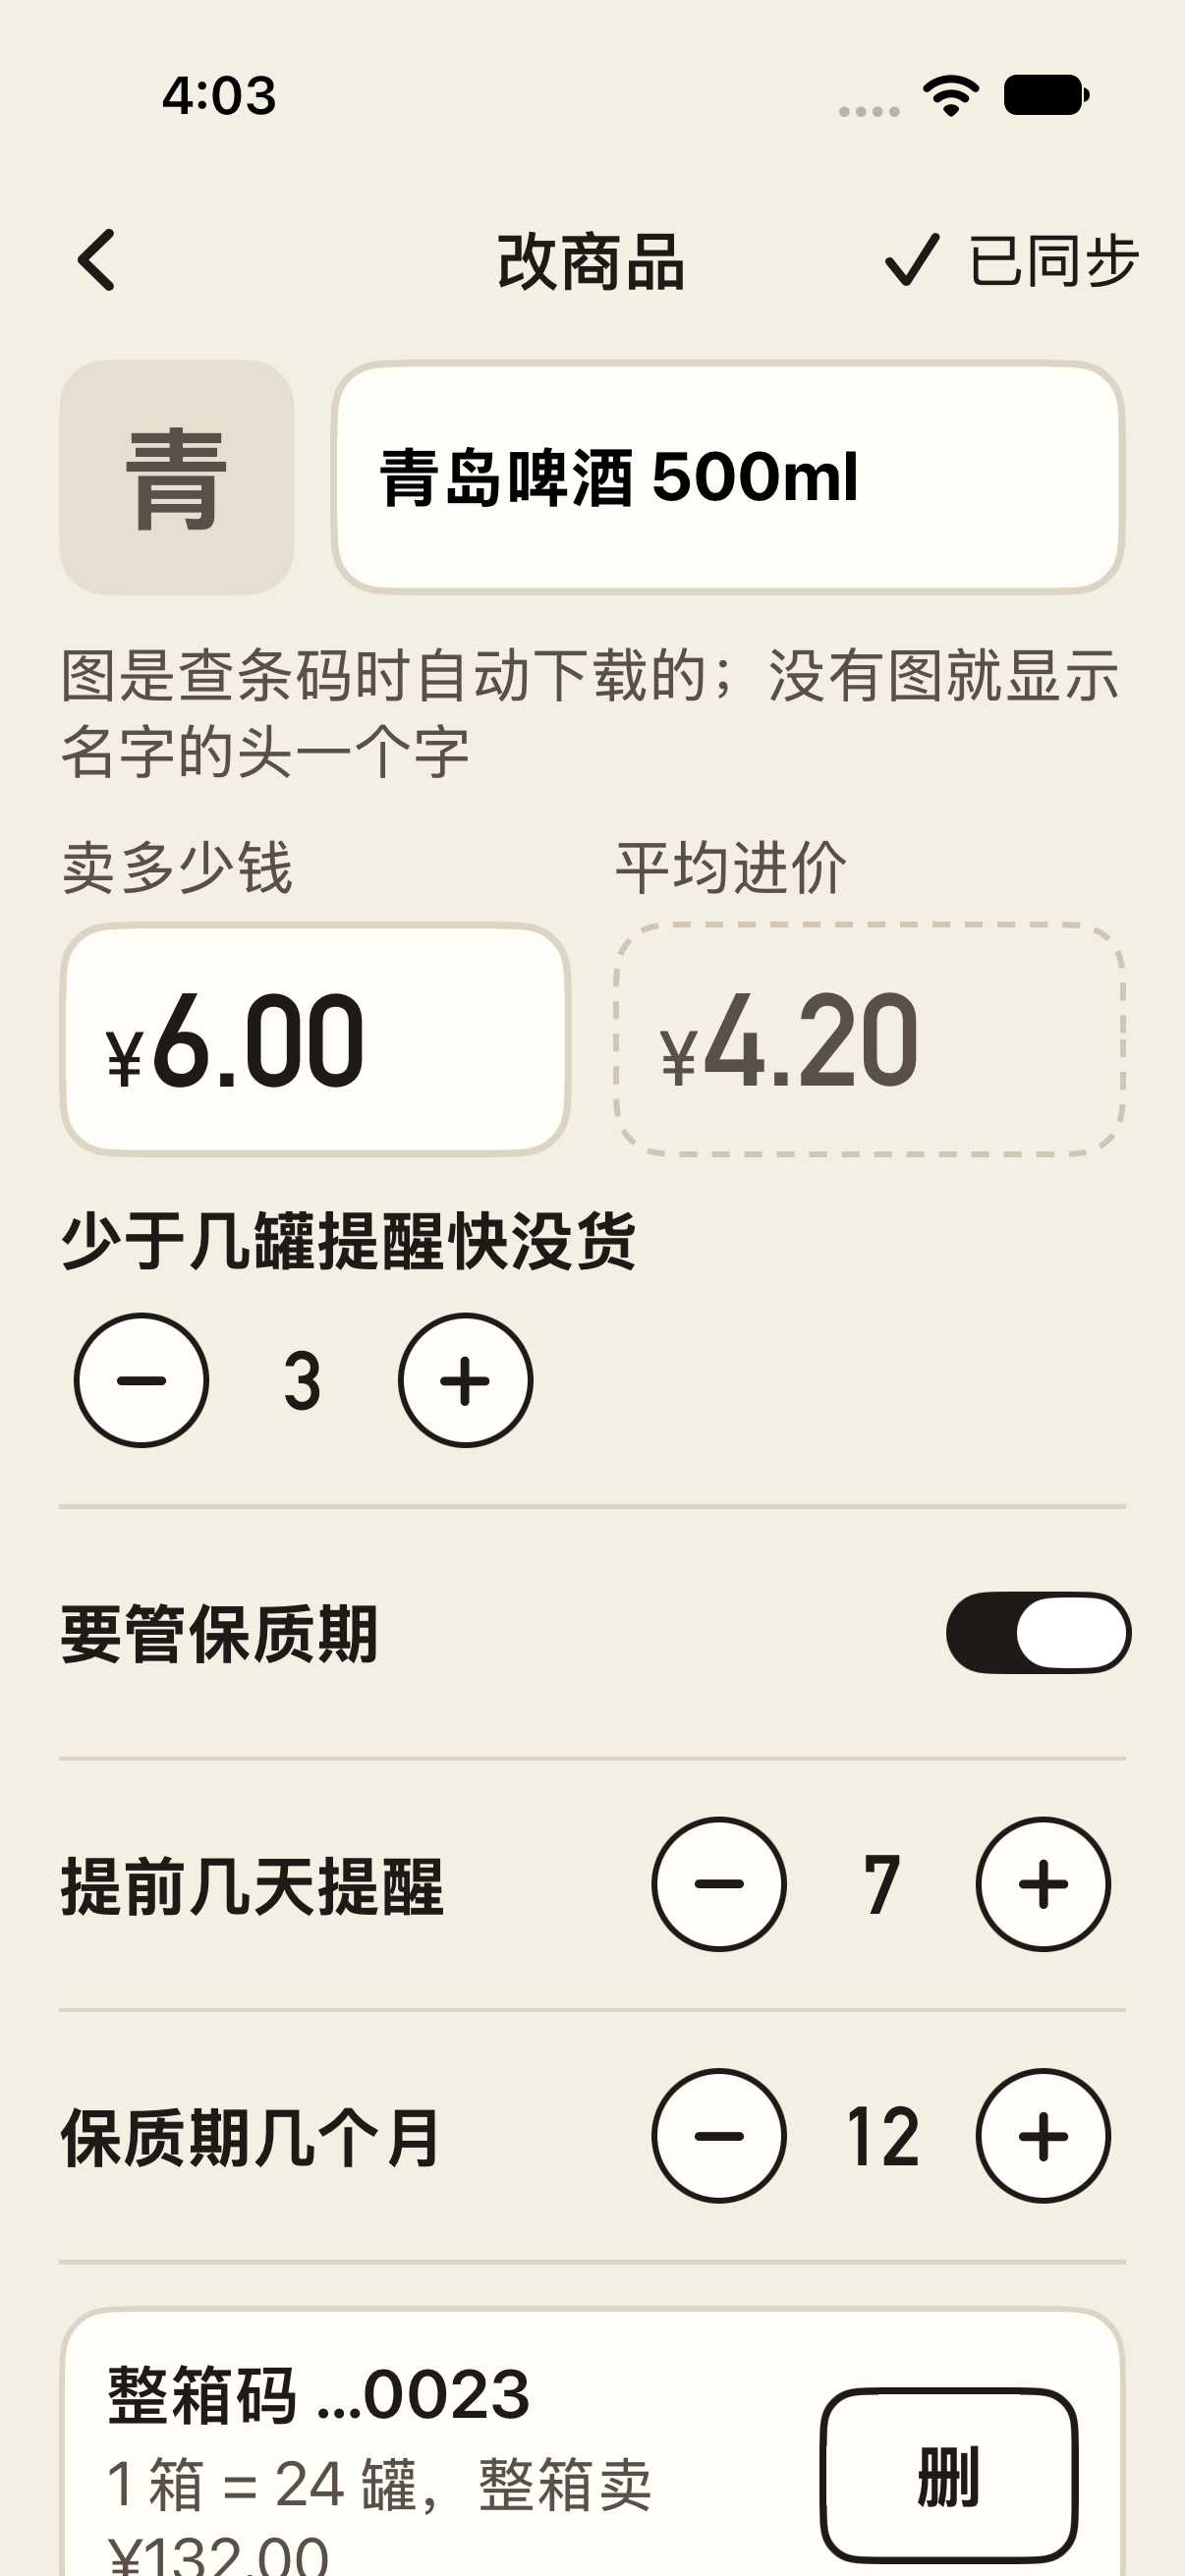 4:03
改商品
已同步
青
青岛啤酒 500ml
图是查条码时自动下载的；没有图就显示
名字的头一个字
卖多少钱
平均进价
¥6.00
¥4.20
少于几罐提醒快没货
3
要管保质期
提前几天提醒
7
保质期几个月
12
整箱码 …0023
1 箱 = 24 罐，整箱卖
¥132.00
删